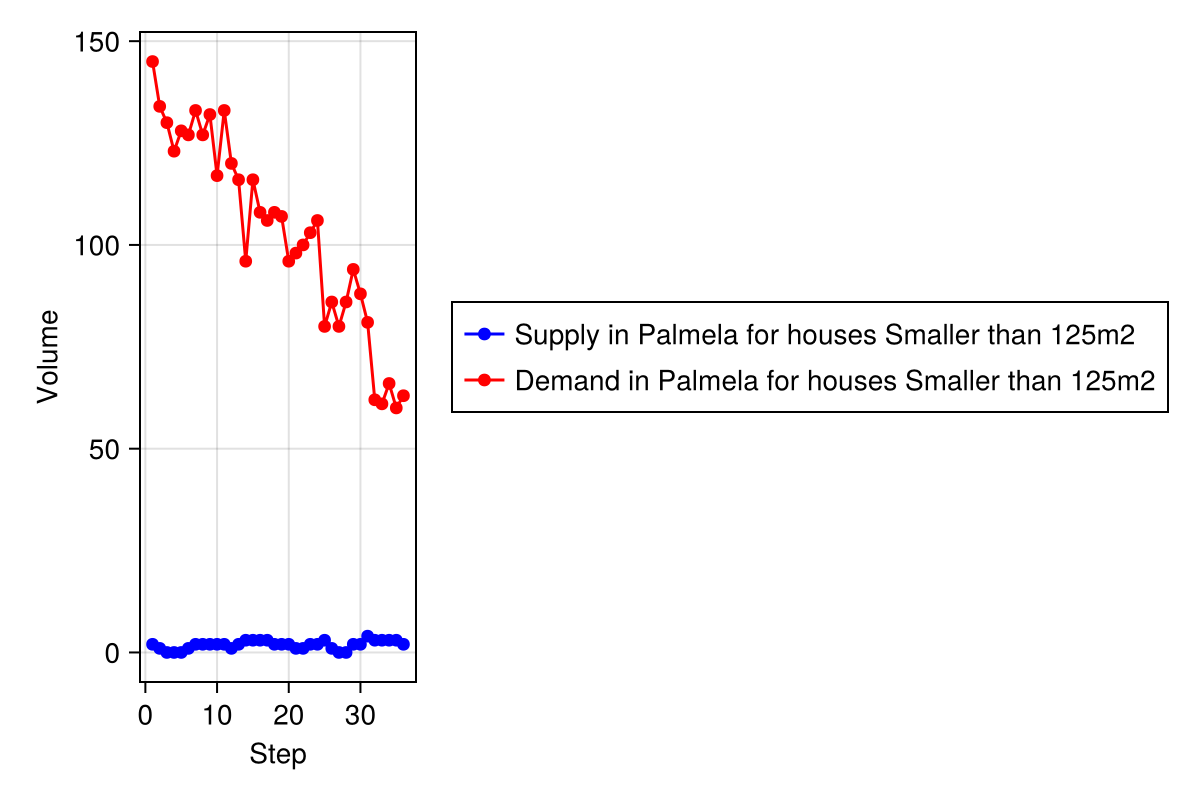 150
100
50
0
Volume
0 10 20 30
Step
Supply in Palmela for houses Smaller than 125m2
Demand in Palmela for houses Smaller than 125m2